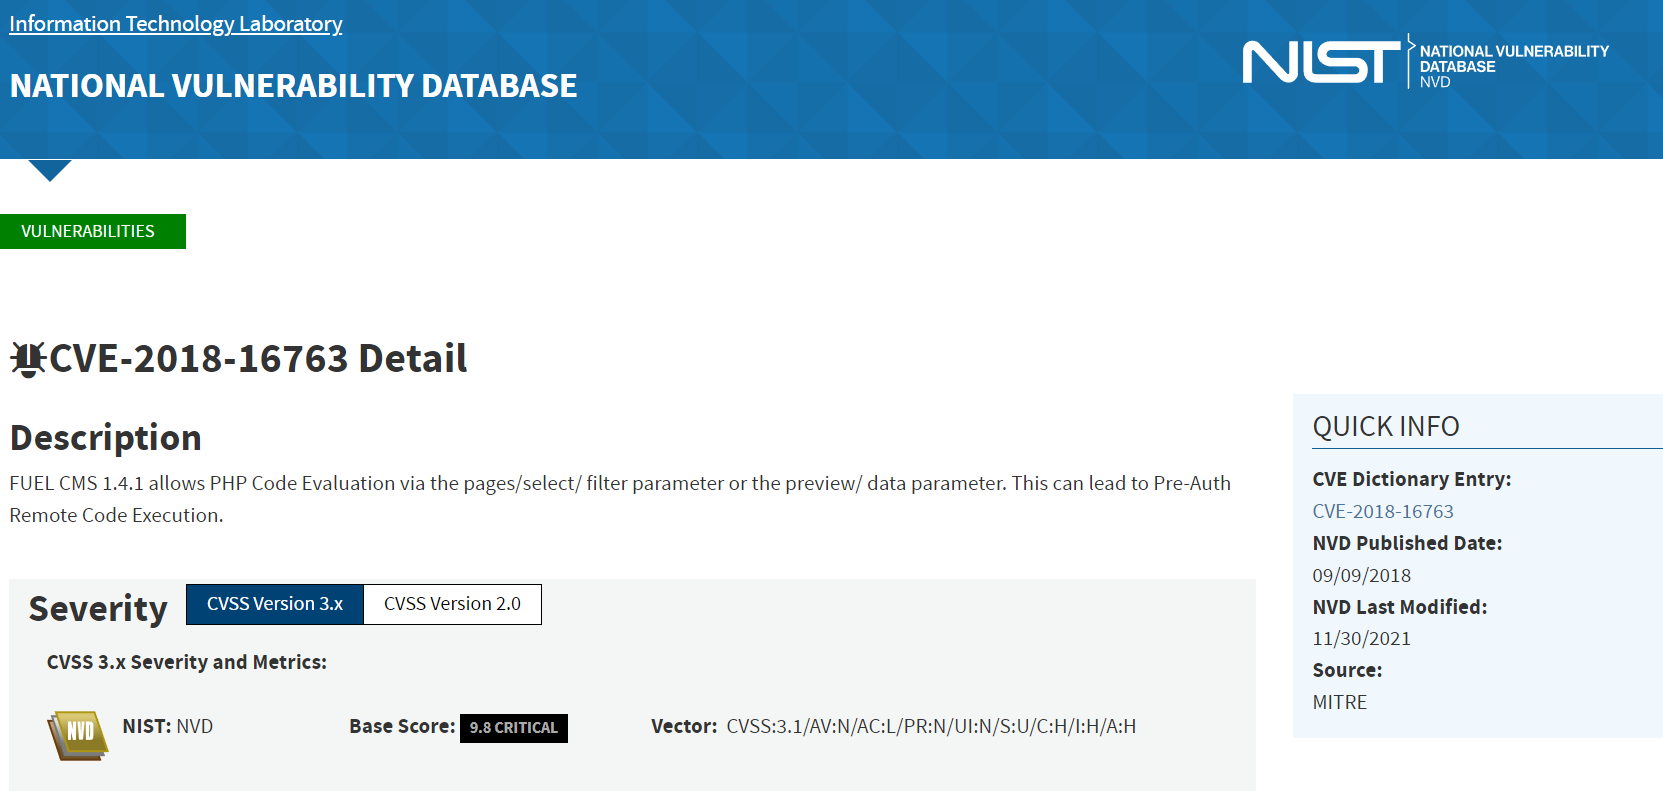 Information Technology Laboratory
NATIONAL VULNERABILITY DATABASE
NIST
NATIONAL VULNERABILITY
DATABASE
NVD
VULNERABILITIES
CVE-2018-16763 Detail
Description
FUEL CMS 1.4.1 allows PHP Code Evaluation via the pages/select/ filter parameter or the preview/ data parameter. This can lead to Pre-Auth
Remote Code Execution.
Severity
CVSS Version 3.x
CVSS Version 2.0
CVSS 3.x Severity and Metrics:
NVD
NIST: NVD
Base Score: 9.8 CRITICAL
Vector: CVSS:3.1/AV:N/AC:L/PR:N/UI:N/S:U/C:H/I:H/A:H
QUICK INFO
CVE Dictionary Entry:
CVE-2018-16763
NVD Published Date:
09/09/2018
NVD Last Modified:
11/30/2021
Source:
MITRE